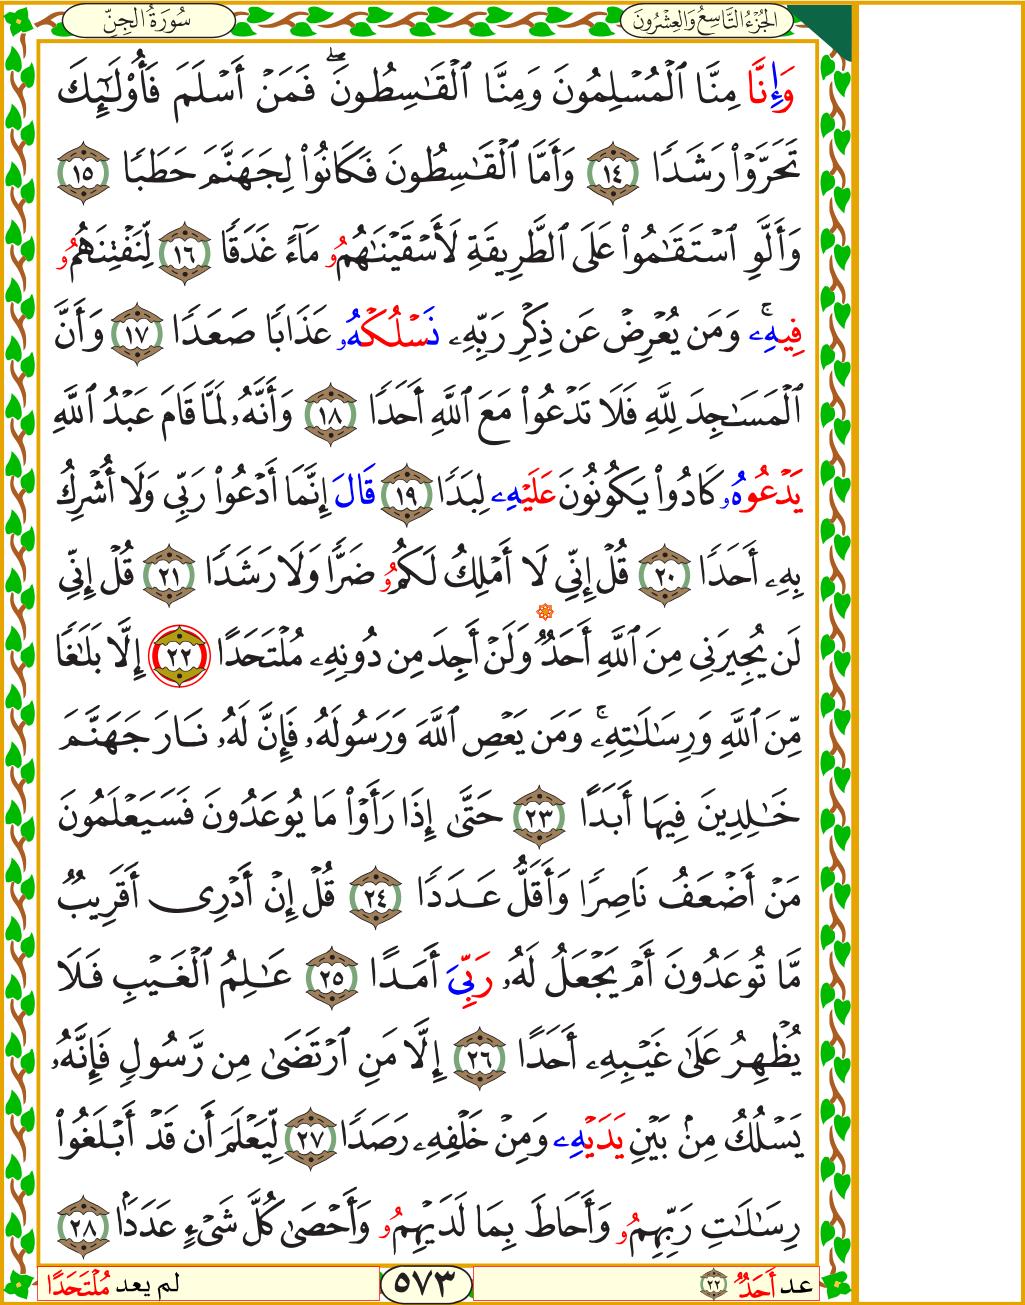 الجُزْءُ التَّاسِعُ وَالعِشْرُونَ
سُورَةُ الجِنِّ
وَإِنَّا مِنَّا ٱلْمُسْلِمُونَ وَمِنَّا ٱلْقَٰسِطُونَۖ فَمَنْ أَسْلَمَ فَأُوْلَٰٓئِكَ
تَحَرَّوْاْ رَشَدًا ١٤ وَأَمَّا ٱلْقَٰسِطُونَ فَكَانُواْ لِجَهَنَّمَ حَطَبًا ١٥
وَأَلَّوِ ٱسْتَقَٰمُواْ عَلَى ٱلطَّرِيقَةِ لَأَسْقَيْنَٰهُمُۥ مَآءً غَدَقًا ١٦ لِّنَفْتِنَهُمُۥ
فِيهِۦۚ وَمَن يُعْرِضْ عَن ذِكْرِ رَبِّهِۦ نَسْلُكْهُۥ عَذَابًا صَعَدًا ١٧ وَأَنَّ
ٱلْمَسَٰجِدَ لِلَّهِ فَلَا تَدْعُواْ مَعَ ٱللَّهِ أَحَدًا ١٨ وَأَنَّهُۥ لَمَّا قَامَ عَبْدُ ٱللَّهِ
يَدْعُوهُۥ كَادُواْ يَكُونُونَ عَلَيْهِۦ لِبَدًا ١٩ قَالَ إِنَّمَا أَدْعُواْ رَبِّى وَلَا أُشْرِكُ
بِهِۦ أَحَدًا ٢٠ قُلْ إِنِّى لَا أَمْلِكُ لَكُمُۥ ضَرًّا وَلَا رَشَدًا ٢١ قُلْ إِنِّى
لَن يُجِيرَنِى مِنَ ٱللَّهِ أَحَدٌ وَلَنْ أَجِدَ مِن دُونِهِۦ مُلْتَحَدًا ٢٢ إِلَّا بَلَٰغًا
مِّنَ ٱللَّهِ وَرِسَٰلَٰتِهِۦۚ وَمَن يَعْصِ ٱللَّهَ وَرَسُولَهُۥ فَإِنَّ لَهُۥ نَارَ جَهَنَّمَ
خَٰلِدِينَ فِيهَا أَبَدًا ٢٣ حَتَّىٰ إِذَا رَأَوْاْ مَا يُوعَدُونَ فَسَيَعْلَمُونَ
مَنْ أَضْعَفُ نَاصِرًا وَأَقَلُّ عَدَدًا ٢٤ قُلْ إِنْ أَدْرِى أَقَرِيبٌ
مَّا تُوعَدُونَ أَمْ يَجْعَلُ لَهُۥ رَبِّىَ أَمَدًا ٢٥ عَٰلِمُ ٱلْغَيْبِ فَلَا
يُظْهِرُ عَلَىٰ غَيْبِهِۦ أَحَدًا ٢٦ إِلَّا مَنِ ٱرْتَضَىٰ مِن رَّسُولٍ فَإِنَّهُۥ
يَسْلُكُ مِنۢ بَيْنِ يَدَيْهِۦ وَمِنْ خَلْفِهِۦ رَصَدًا ٢٧ لِّيَعْلَمَ أَن قَدْ أَبْلَغُواْ
رِسَٰلَٰتِ رَبِّهِمُۥ وَأَحَاطَ بِمَا لَدَيْهِمُۥ وَأَحْصَىٰ كُلَّ شَىْءٍ عَدَدًۢا ٢٨
عد أَحَدٌ ٢٢
٥٧٣
لم يعد مُلْتَحَدًا